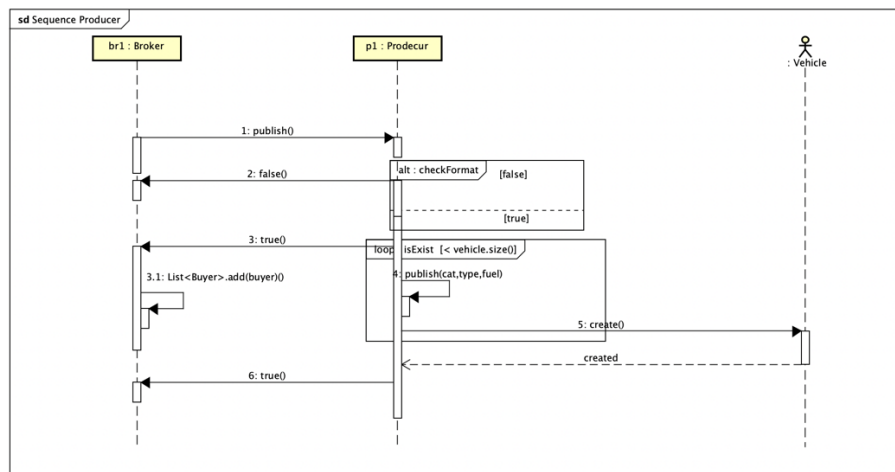 sd Sequence Producer
br1 : Broker
p1 : Prodecur
: Vehicle
1: publish()
alt : checkFormat
[false]
2: false()
[true]
3: true()
loop : isExist [< vehicle.size()]
3.1: List<Buyer>.add(buyer)()
4: publish(cat,type,fuel)
5: create()
created
6: true()